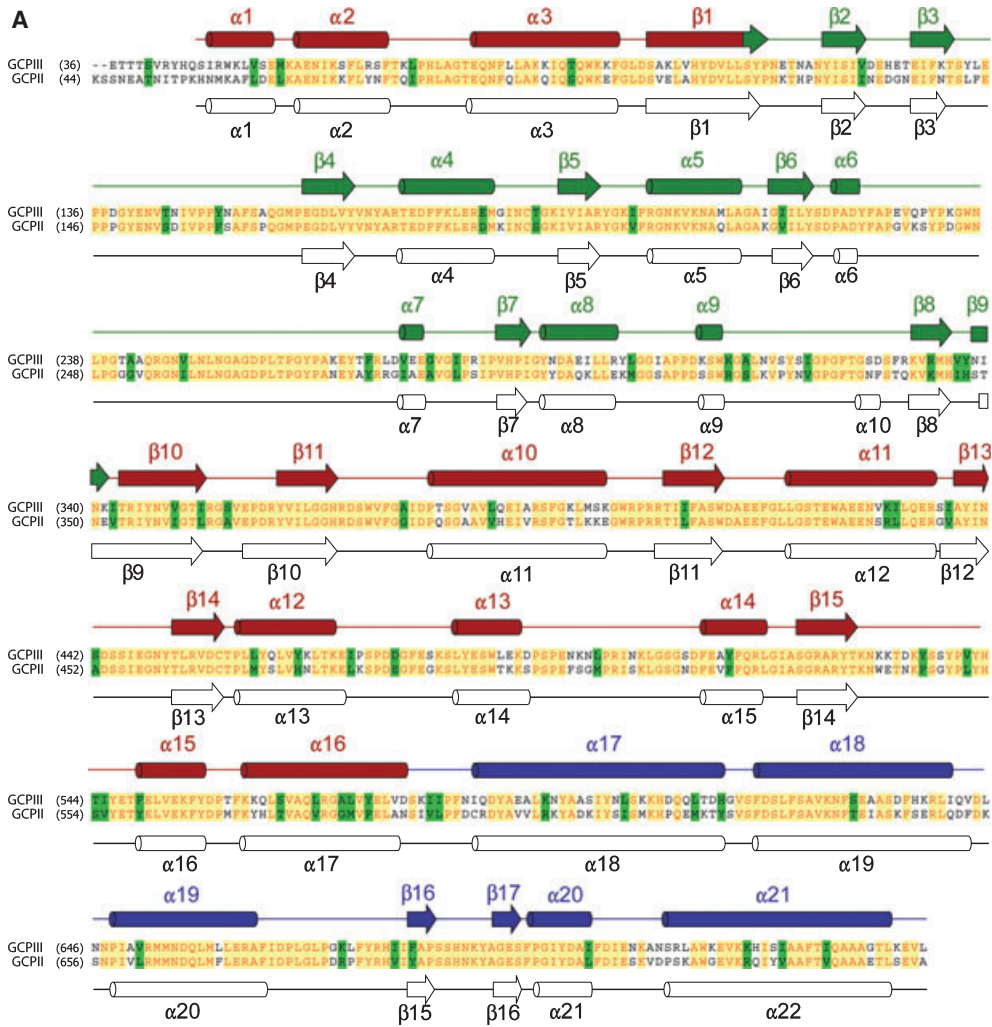 A
α1 α2 α3 β1 β2 β3
GCPIII (36) --ETTTSVRYHQSIRWKLVSEMKAENIKSFLRSFTKLPHLAGTEQNFLLAKKIQTQWKKFGLDSAKLVHYDVLLSYPNETNANYISIVDEHETEIFKTSYLE
GCPII (44) KSSNEATNITPKHNMKAFLDELKAENIKKFLYNFTQIPHLAGTEQNFQLAKQIQSQWKEFGLDSVELAHYDVLLSYPNKTHPNYISIINEDGNEIFNTSLFE
α1 α2 α3 β1 β2 β3
β4 α4 β5 α5 β6 α6
GCPIII (136) PPDGYENVTNIVPPYNAFSAQGMPEGDLVYVNYARTEDFFKLEREMGINCTGKIVIARYGKIFRGNKVKNAMLAGAIGIILYSDPADYFAPEVQPYPKGWN
GCPII (146) PPPGYENVSDIVPPFSAFSPQGMPEGDLVYVNYARTEDFFKLERDMKINCSGKIVIARYGKVFRGNKVKNAQLAGAKGVILYSDPADYFAPGVKSYPDGWN
β4 α4 β5 α5 β6 α6
α7 β7 α8 α9 β8 β9
GCPIII (238) LPGTAAQRGNVLNLNGAGDPLTPGYPAKEYTFRLDVEEGVGIPRIPVHPIGYNDAEILLRYLGGIAPPDKSWKGALNVSYSIGPGFTGSDSFRKVRMHVYNI
GCPII (248) LPGGGVQRGNILNLNGAGDPLTPGYPANEYAYRRGIAEAVGLPSIPVHPIGYYDAQKLLEKMGGSAPPDSSWRGSLKVPYNVGPGFTGNFSTQKVKMHIHST
α7 β7 α8 α9 α10 β8
β10 β11 α10 β12 α11 β13
GCPIII (340) NKITRIYNVVGTIRGSVEPDRYVILGGHRDSWVFGAIDPTSGVAVLQEIARSFGKLMSKGWRPRRTIIFASWDAEEFGLLGSTEWAEENVKILQERSIAYIN
GCPII (350) NEVTRIYNVIGTLRGAVEPDRYVILGGHRDSWVFGGIDPQSGAAVVHEIVRSFGTLKKEGWRPRRTILFASWDAEEFGLLGSTEWAEENSRLLQERGVAYIN
β9 β10 α11 β11 α12 β12
β14 α12 α13 α14 β15
GCPIII (442) SDSSIEGNYTLRVDCTPLLYQLVYKLTKEIPSPDDGFESKSLYESWLEKDPSPENKNLPRINKLGSGSDFEAYFQRLGIASGRARYTKNKKTDKYSSYPVYH
GCPII (452) ADSSIEGNYTLRVDCTPLMYSLVHNLTKELKSPDEGFEGKSLYESWTKKSPSPEFSGMPRISKLGSGNDFEVFFQRLGIASGRARYTKNWETNKFSGYPLYH
β13 α13 α14 α15 β14
α15 α16 α17 α18
GCPIII (544) TIYETFELVEKFYDPTFKKQLSVAQLRGALVYELVDSKIIPFNIQDYAEALKNYAASIYNLSKKHDQQLTDHGVSFDSLFSAVKNFSEAASDFHKRLIQVDL
GCPII (554) SVYETYELVEKFYDPMFKYHLTVAQVRGGMVFELANSIVLPFDCRDYAVVLRKYADKIYSISMKHPQEMKTYSVSFDSLFSAVKNFTEIASKFSERLQDFDK
α16 α17 α18 α19
α19 β16 β17 α20 α21
GCPIII (646) NNPIAVRMMNDQLMLLERAFIDPLGLPGKLFYRHIIFAPSSHNKYAGESFPGIYDAIFDIENKANSRLAWKEVKKHISIAAFTIQAAAGTLKEVL
GCPII (656) SNPIVLRMMNDQLMFLERAFIDPLGLPDRPFYRHVIYAPSSHNKYAGESFPGIYDALFDIESKVDPSKAWGEVKRQIYVAAFTVQAAAETLSEVA
α20 β15 β16 α21 α22